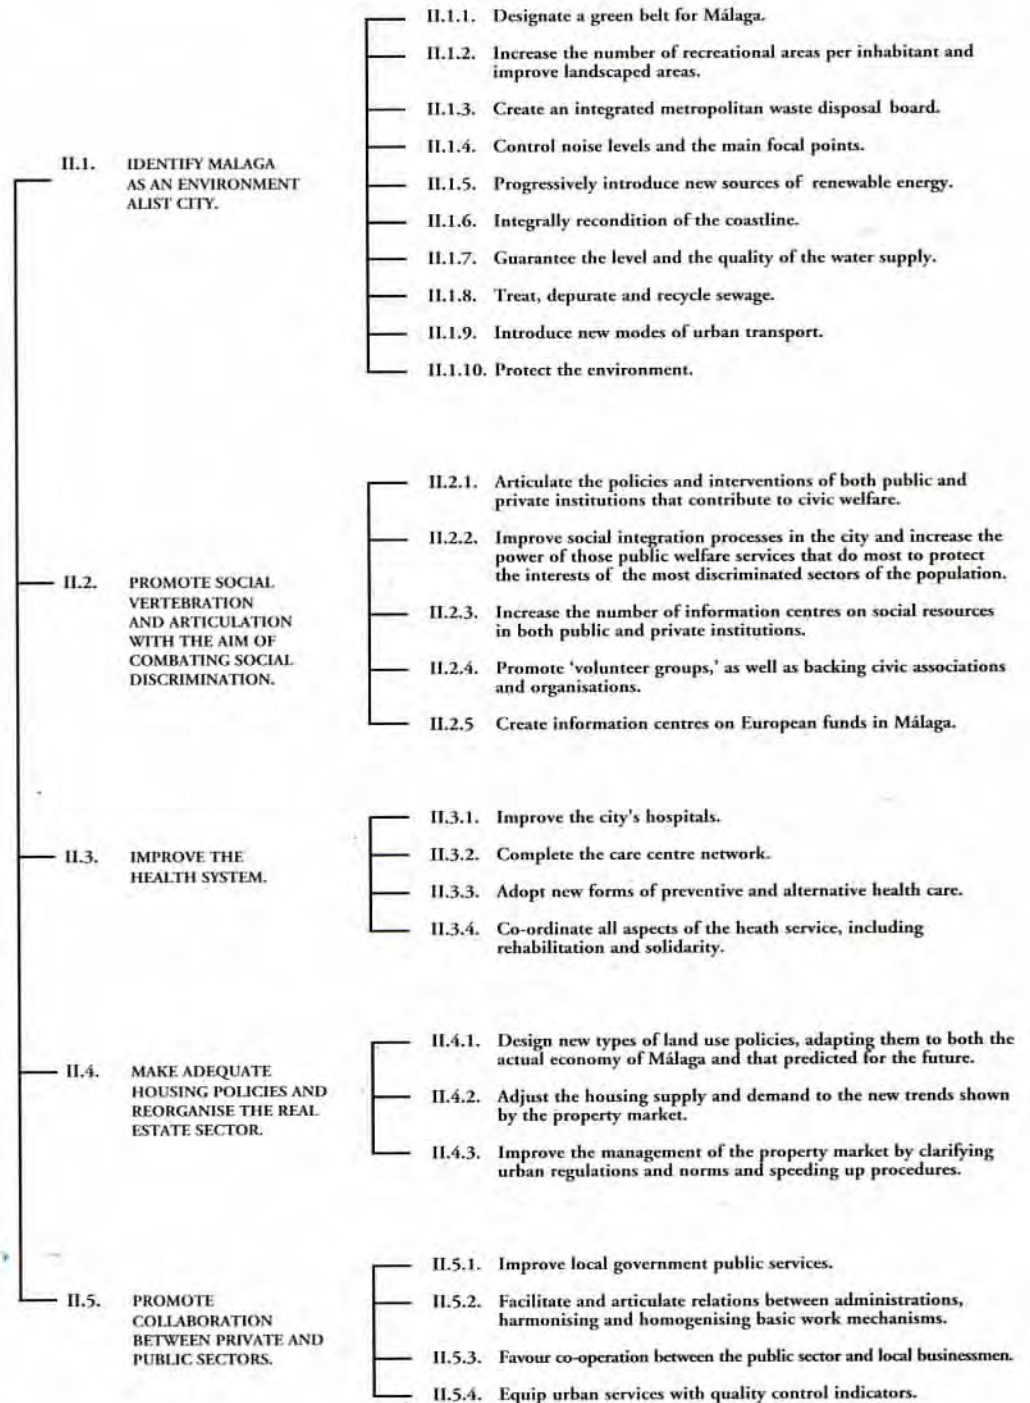 II.1. IDENTIFY MALAGA
AS AN ENVIRONMENT
ALIST CITY.
II.1.1. Designate a green belt for Málaga.
II.1.2. Increase the number of recreational areas per inhabitant and
improve landscaped areas.
II.1.3. Create an integrated metropolitan waste disposal board.
II.1.4. Control noise levels and the main focal points.
II.1.5. Progressively introduce new sources of renewable energy.
II.1.6. Integrally recondition of the coastline.
II.1.7. Guarantee the level and the quality of the water supply.
II.1.8. Treat, depurate and recycle sewage.
II.1.9. Introduce new modes of urban transport.
II.1.10. Protect the environment.
II.2. PROMOTE SOCIAL
VERTEBRATION
AND ARTICULATION
WITH THE AIM OF
COMBATING SOCIAL
DISCRIMINATION.
II.2.1. Articulate the policies and interventions of both public and
private institutions that contribute to civic welfare.
II.2.2. Improve social integration processes in the city and increase the
power of those public welfare services that do most to protect
the interests of the most discriminated sectors of the population.
II.2.3. Increase the number of information centres on social resources
in both public and private institutions.
II.2.4. Promote 'volunteer groups,' as well as backing civic associations
and organisations.
II.2.5 Create information centres on European funds in Málaga.
II.3. IMPROVE THE
HEALTH SYSTEM.
II.3.1. Improve the city's hospitals.
II.3.2. Complete the care centre network.
II.3.3. Adopt new forms of preventive and alternative health care.
II.3.4. Co-ordinate all aspects of the heath service, including
rehabilitation and solidarity.
II.4. MAKE ADEQUATE
HOUSING POLICIES AND
REORGANISE THE REAL
ESTATE SECTOR.
II.4.1. Design new types of land use policies, adapting them to both the
actual economy of Málaga and that predicted for the future.
II.4.2. Adjust the housing supply and demand to the new trends shown
by the property market.
II.4.3. Improve the management of the property market by clarifying
urban regulations and norms and speeding up procedures.
II.5. PROMOTE
COLLABORATION
BETWEEN PRIVATE AND
PUBLIC SECTORS.
II.5.1. Improve local government public services.
II.5.2. Facilitate and articulate relations between administrations,
harmonising and homogenising basic work mechanisms.
II.5.3. Favour co-operation between the public sector and local businessmen.
II.5.4. Equip urban services with quality control indicators.